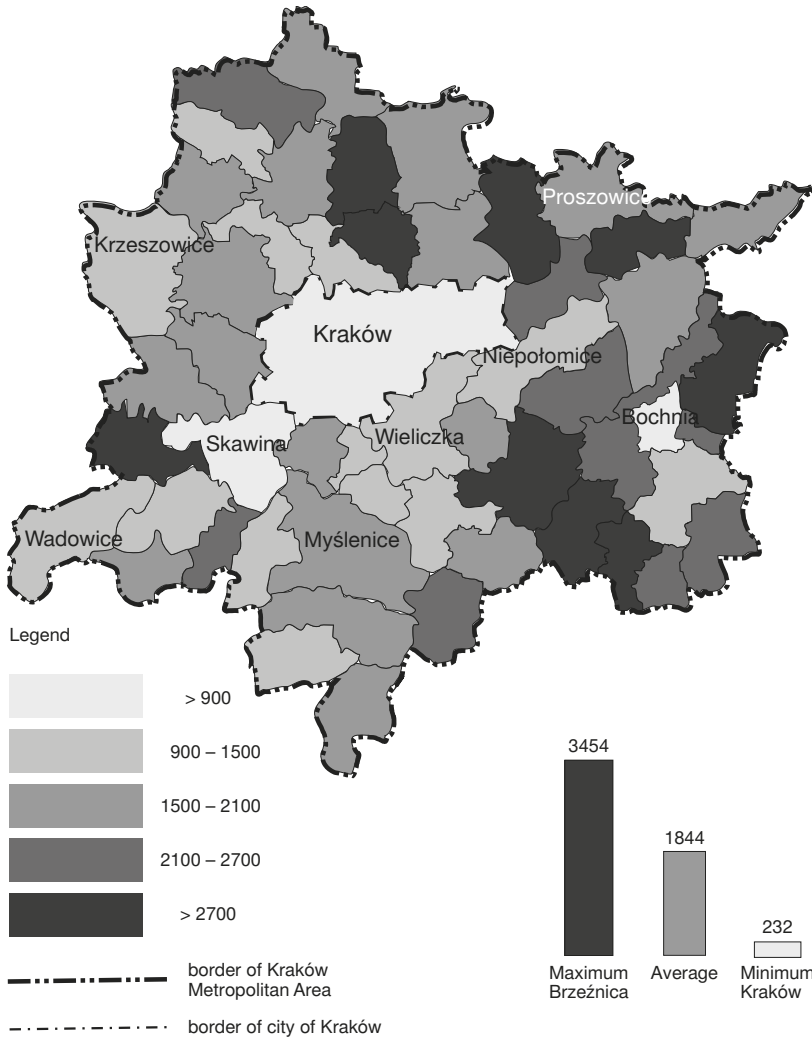 Proszowice
Krzeszowice
Kraków
Niepołomice
Bochnia
Skawina
Wieliczka
Wadowice
Myślenice
Legend
> 900
900 – 1500
1500 – 2100
2100 – 2700
> 2700
border of Kraków
Metropolitan Area
border of city of Kraków
3454
1844
232
Maximum
Brzeźnica
Average
Minimum
Kraków